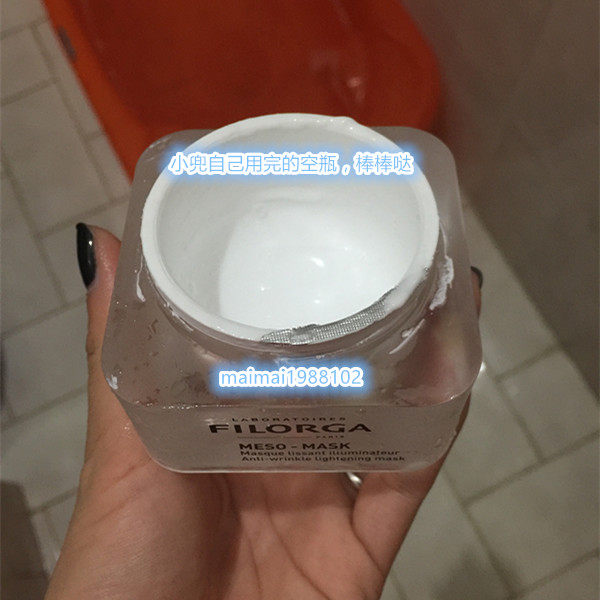 小兜自己用完的空瓶，棒棒哒
maimai1988102
LABORATOIRES
FILORGA
PARIS
MESO-MASK
Masque lissant illuminateur
Anti-wrinkle lightening mask